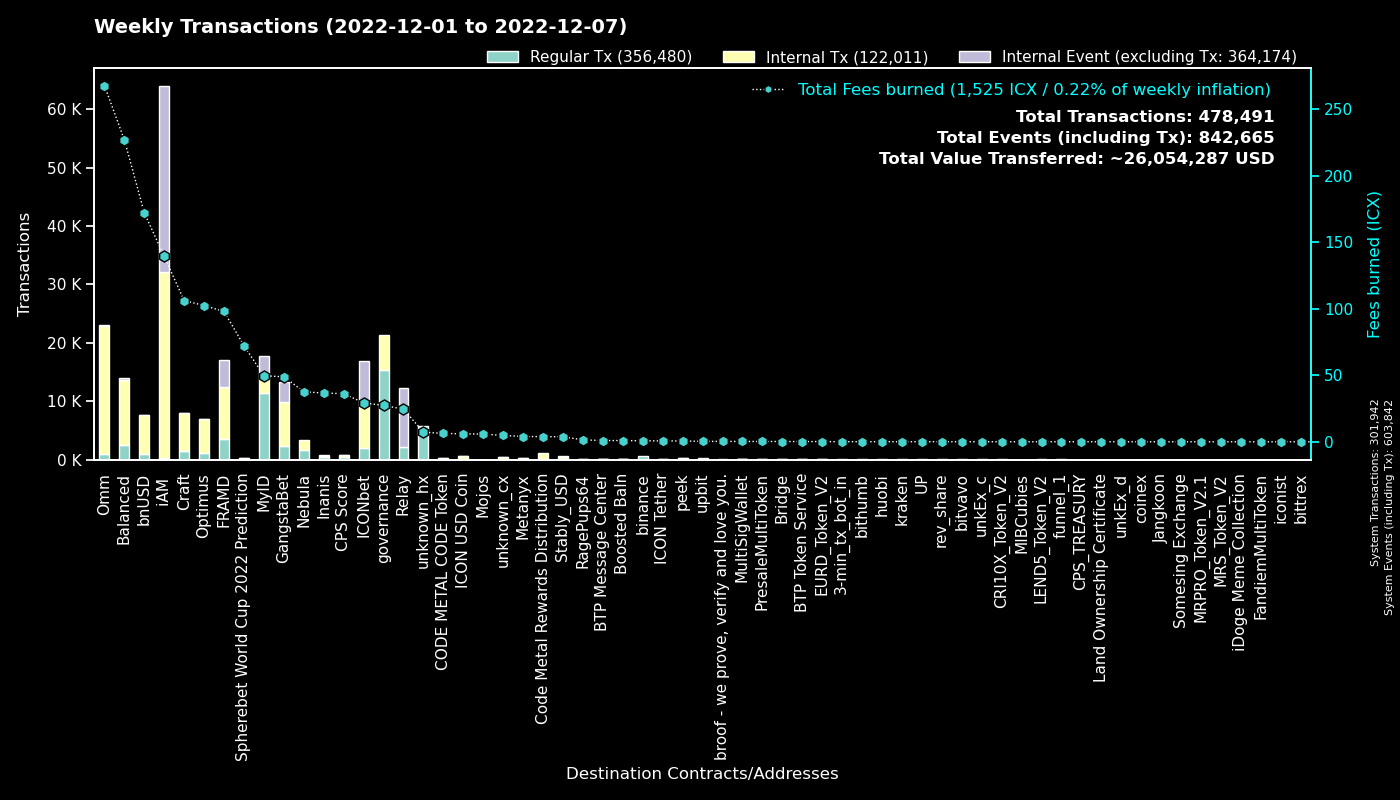 Weekly Transactions (2022-12-01 to 2022-12-07)
Regular Tx (356,480)
Internal Tx (122,011)
Internal Event (excluding Tx: 364,174)
Total Fees burned (1,525 ICX / 0.22% of weekly inflation)
Total Transactions: 478,491
Total Events (including Tx): 842,665
Total Value Transferred: ~26,054,287 USD
Transactions
60 K
50 K
40 K
30 K
20 K
10 K
0 K
250
200
150
100
50
0
Fees burned (ICX)
System Transactions: 301,942
System Events (including Tx): 603,842
Omm
Balanced
bnUSD
iAM
Craft
Optimus
FRAMD
Spherebet World Cup 2022 Prediction
MyID
GangstaBet
Nebula
Inanis
CPS Score
ICONbet
governance
Relay
unknown_hx
CODE METAL CODE Token
ICON USD Coin
Mojos
unknown_cx
Metanyx
Code Metal Rewards Distribution
Stably_USD
RagePups64
BTP Message Center
Boosted Baln
binance
ICON Tether
peek
upbit
broof - we prove, verify and love you.
MultiSigWallet
PresaleMultiToken
Bridge
BTP Token Service
EURD_Token_V2
3-min_tx_bot_in
bithumb
huobi
kraken
UP
rev_share
bitvavo
unkEx_c
CRI10X_Token_V2
MIBCubies
LEND5_Token_V2
funnel_1
CPS_TREASURY
Land Ownership Certificate
unkEx_d
coinex
Jangkoon
Somesing Exchange
MRPRO_Token_V2.1
MRS_Token_V2
iDoge Meme Collection
FandiemMultiToken
iconist
bittrex
Destination Contracts/Addresses